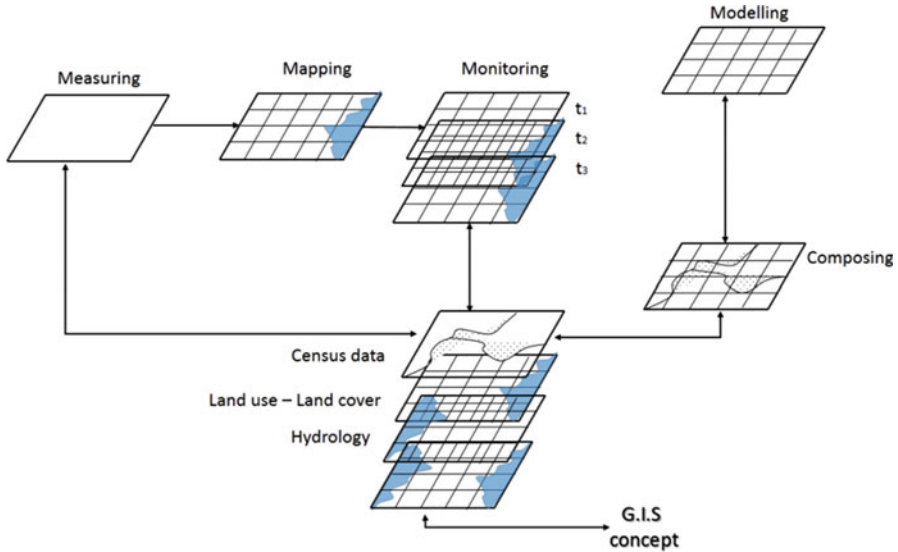 Modelling
Measuring
Mapping
Monitoring
t1
t2
t3
Composing
Census data
Land use – Land cover
Hydrology
G.I.S
concept